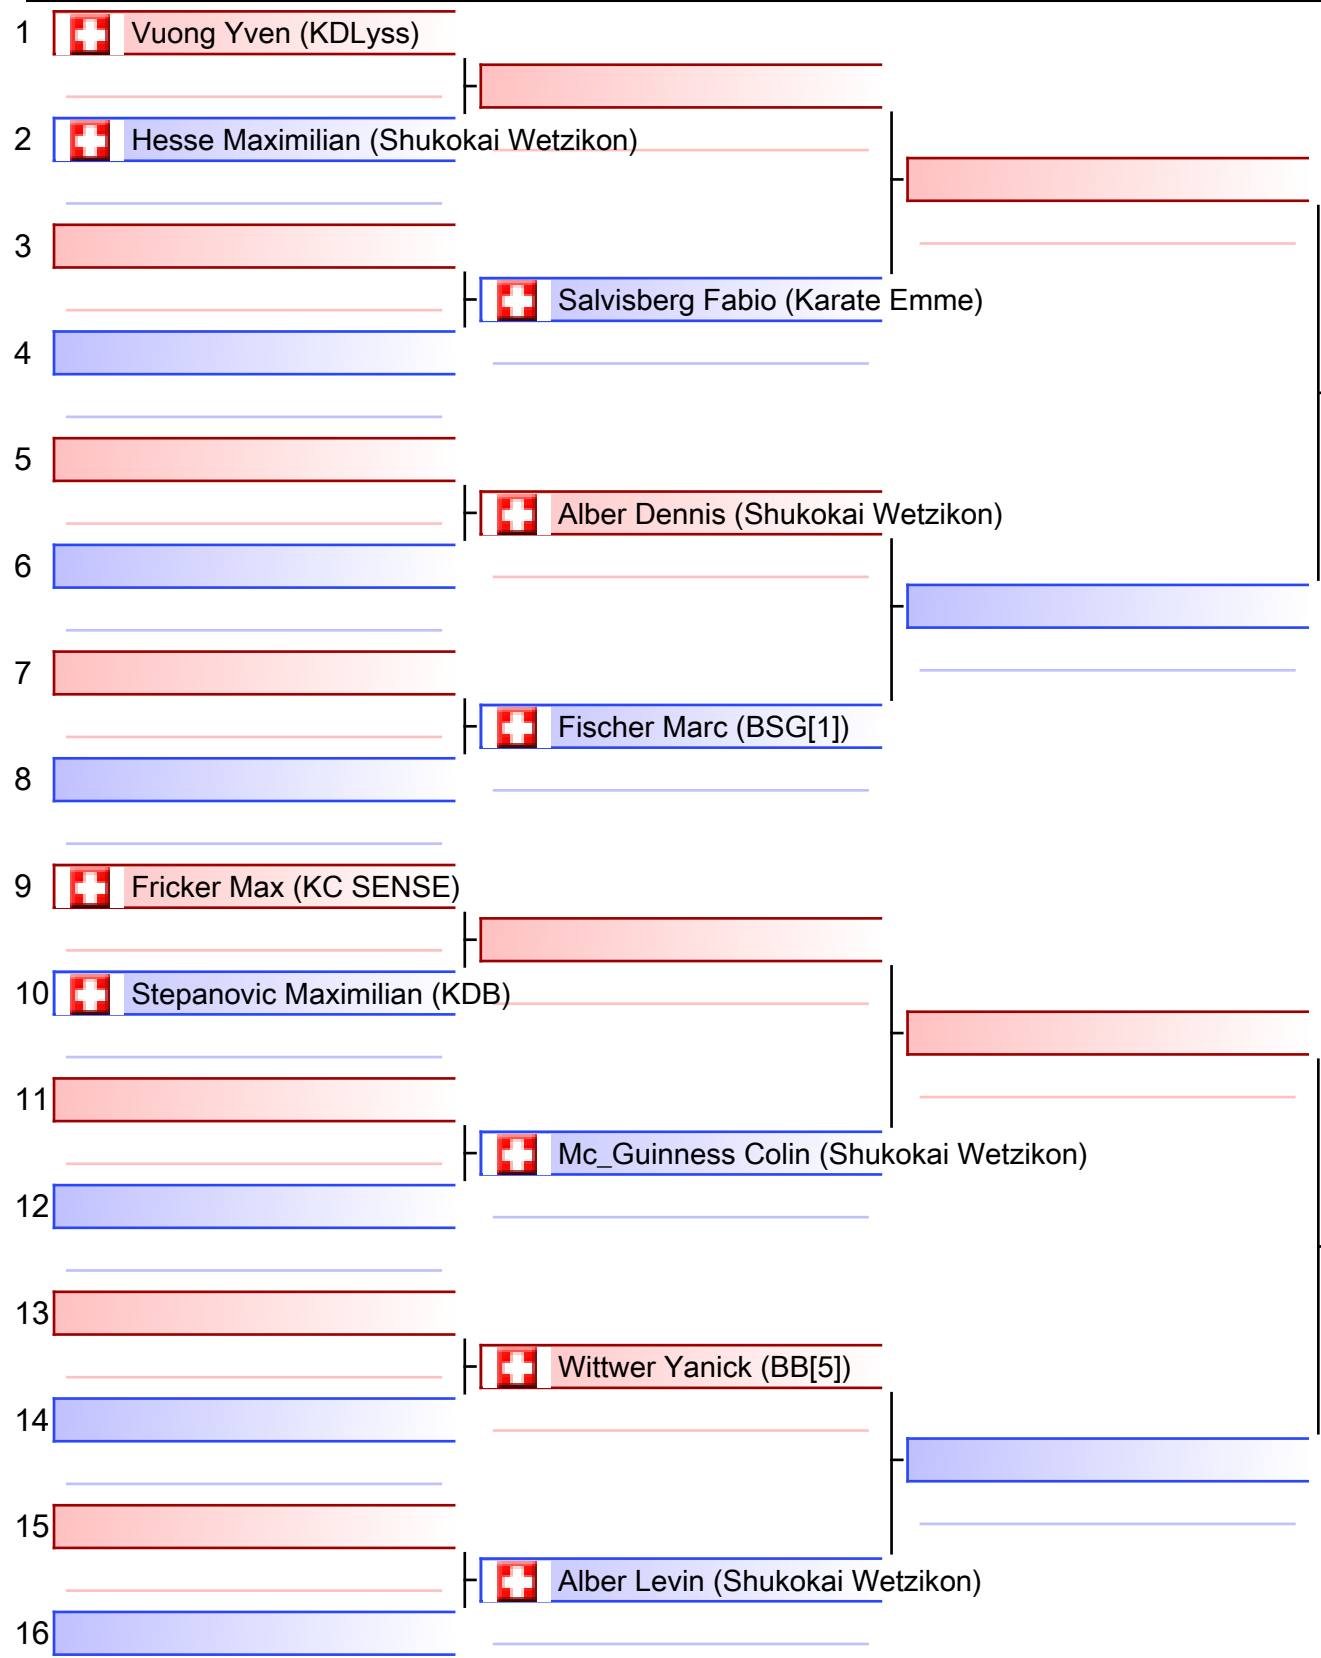 1 Vuong Yven (KDLyss)
2 Hesse Maximilian (Shukokai Wetzikon)
3
Salvisberg Fabio (Karate Emme)
4
5
Alber Dennis (Shukokai Wetzikon)
6
7
Fischer Marc (BSG[1])
8
9 Fricker Max (KC SENSE)
10 Stepanovic Maximilian (KDB)
11
Mc_Guinness Colin (Shukokai Wetzikon)
12
13
Wittwer Yanick (BB[5])
14
15
Alber Levin (Shukokai Wetzikon)
16